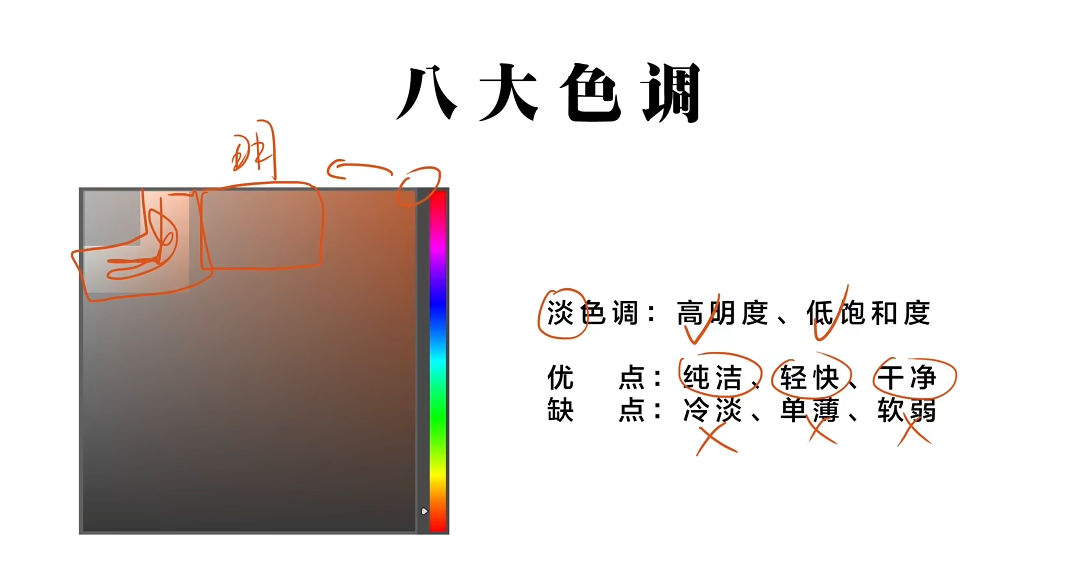 八大色调
明
淡色调：高明度、低饱和度
优 点：纯洁、轻快、干净
缺 点：冷淡、单薄、软弱